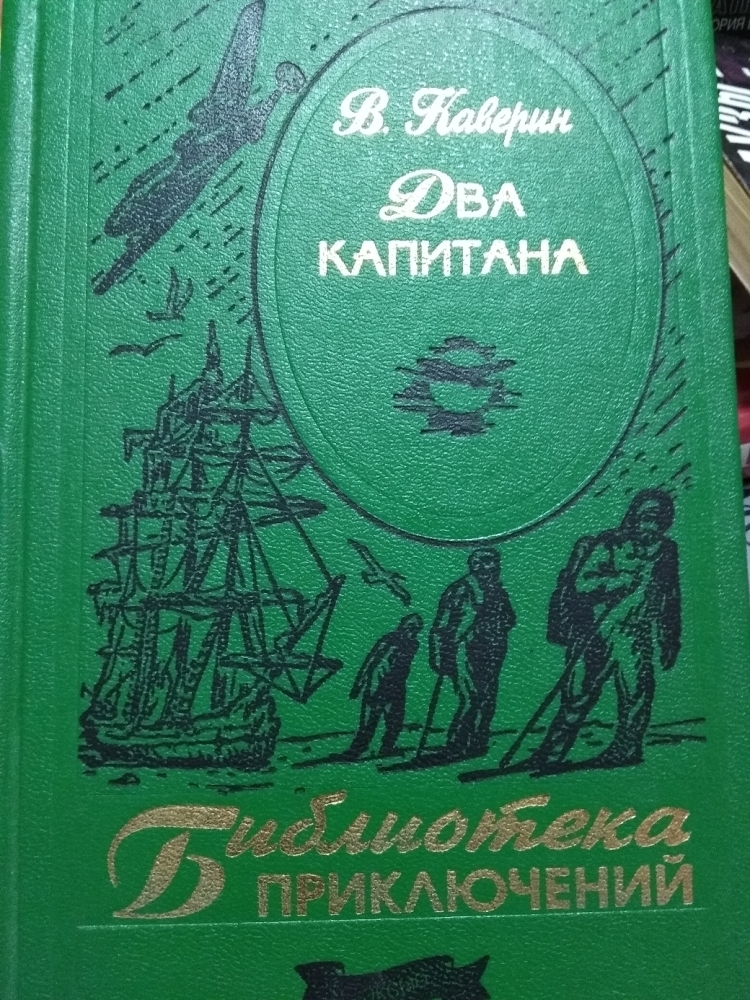 В. Каверин
ДВА
КАПИТАНА
Библиотека
ПРИКЛЮЧЕНИЙ